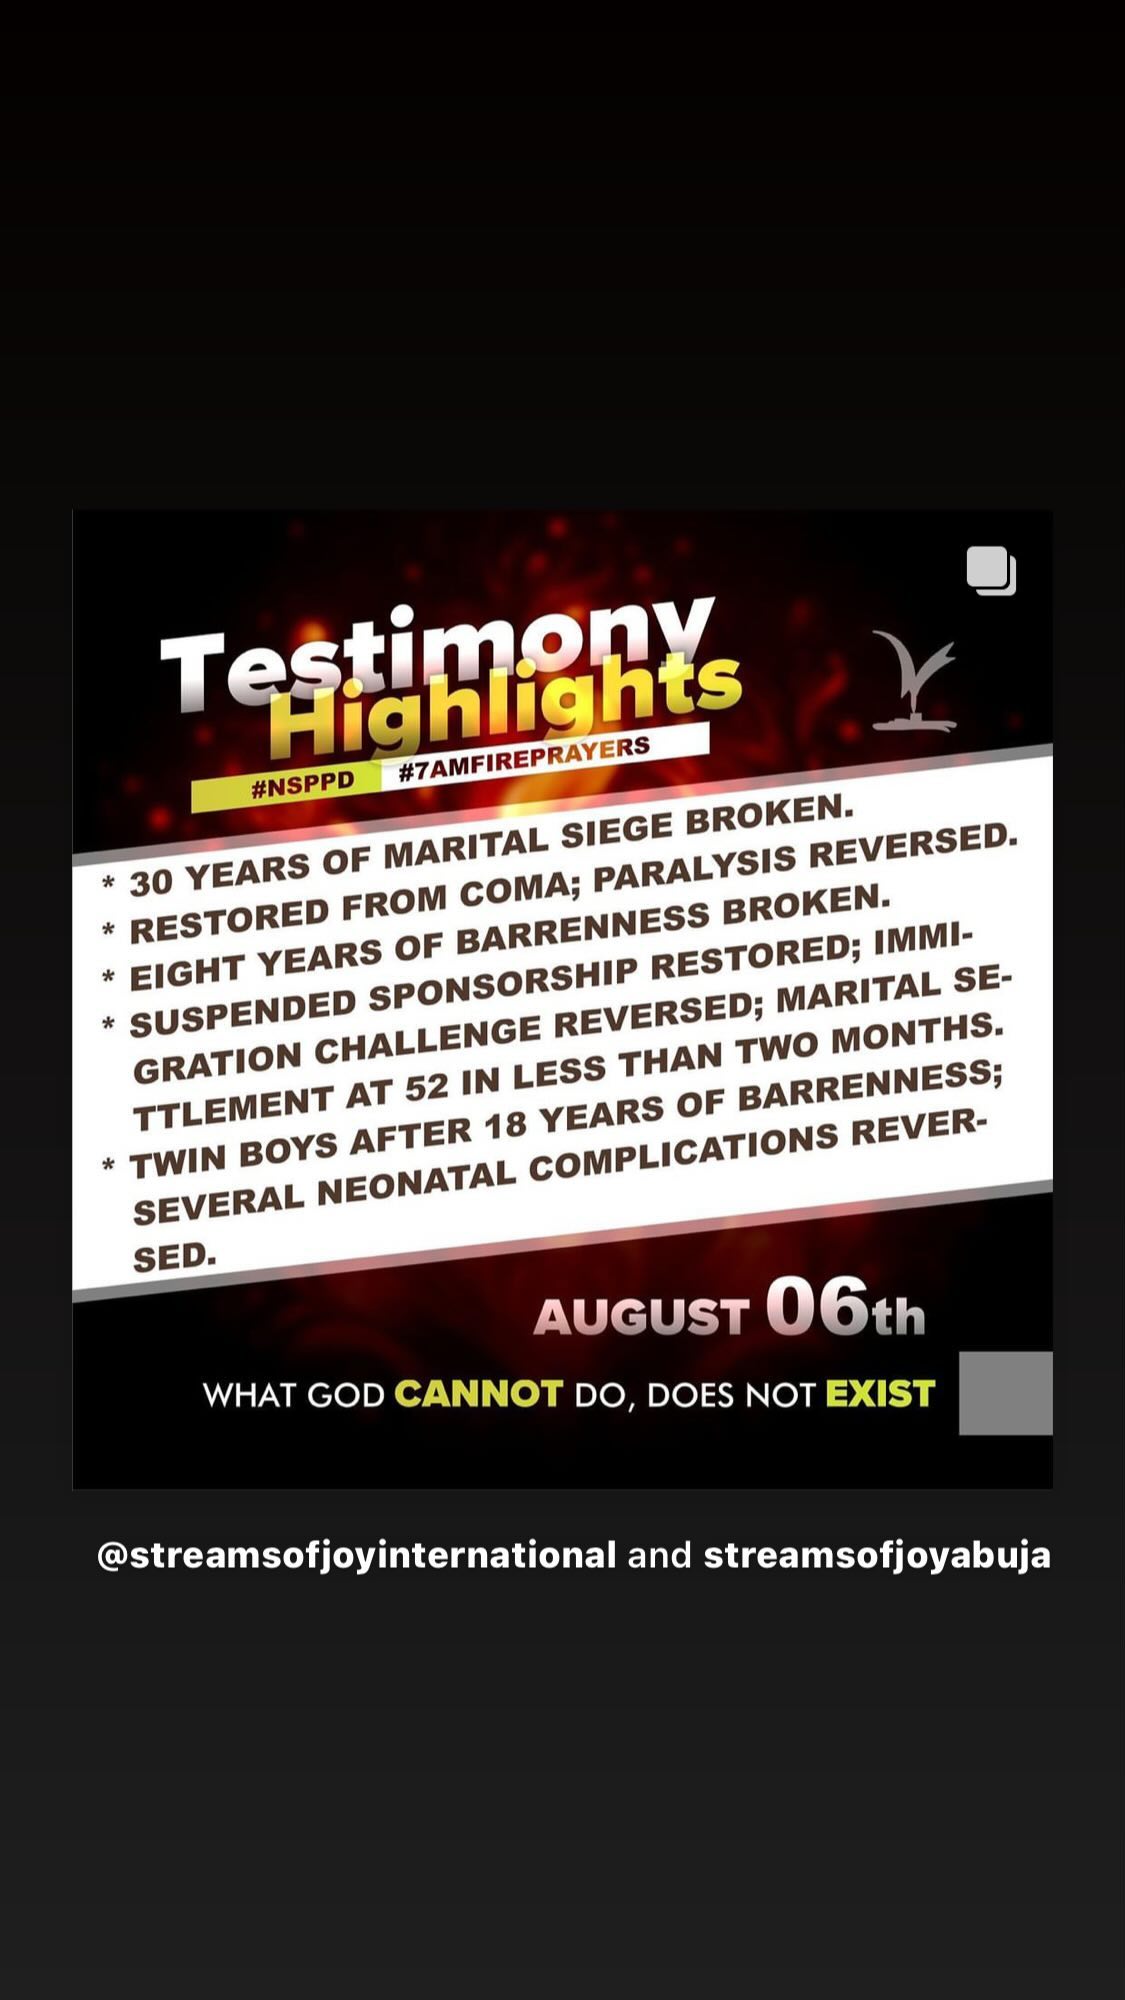 Testimony
Highlights
#NSPPD #7AMFIREPRAYERS
* 30 YEARS OF MARITAL SIEGE BROKEN.
* RESTORED FROM COMA; PARALYSIS REVERSED.
* EIGHT YEARS OF BARRENNESS BROKEN.
* SUSPENDED SPONSORSHIP RESTORED; IMMI-
GRATION CHALLENGE REVERSED; MARITAL SE-
TTLEMENT AT 52 IN LESS THAN TWO MONTHS.
* TWIN BOYS AFTER 18 YEARS OF BARRENNESS;
SEVERAL NEONATAL COMPLICATIONS REVER-
SED.
AUGUST 06th
WHAT GOD CANNOT DO, DOES NOT EXIST
@streamsofjoyinternational and streamsofjoyabuja